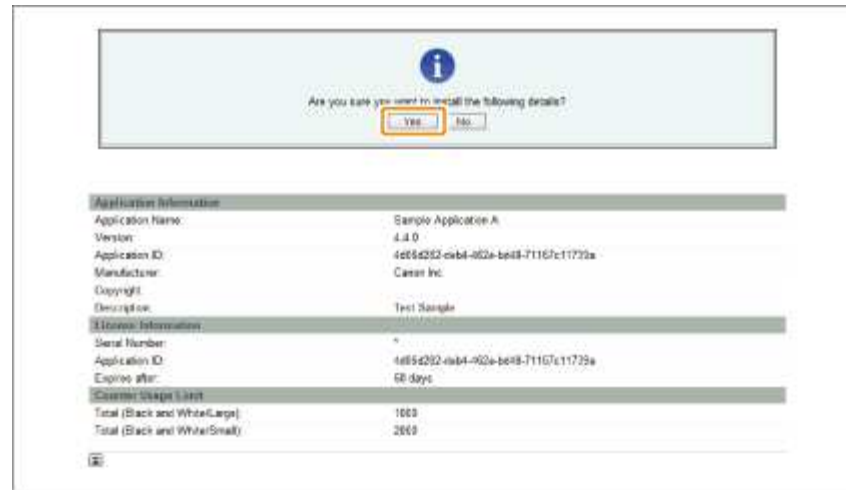 Are you sure you want to install the following details?
Yes No
Application Information
Application Name: Sample Application A
Version: 4.4.0
Application ID:
Manufacturer: Canon Inc.
Copyright:
Description: Test Sample
License Information
Serial Number: *
Application ID:
Expires after: 60 days
Counter Usage Limit
Total (Black and White/Large): 1000
Total (Black and White/Small): 2000